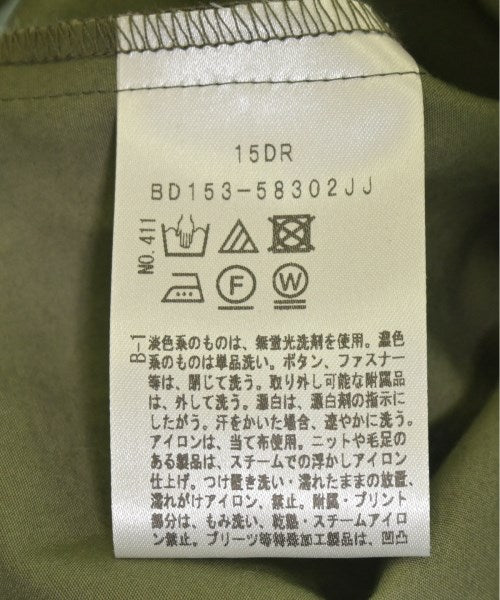 15DR
BD153-58302JJ
NO.411
F
W
B-1
淡色系のものは、無蛍光洗剤を使用。濃色
系のものは単品洗い。ボタン、ファスナー
等は、閉じて洗う。取り外し可能な附属品
は、外して洗う。漂白は、漂白剤の指示に
したがう。汗をかいた場合、速やかに洗う。
アイロンは、当て布使用。ニットや毛足の
ある製品は、スチームでの浮かしアイロン
仕上げ。つけ置き洗い・濡れたままの放置、
濡れがけアイロン、禁止。附属・プリント
部分は、もみ洗い、乾熱・スチームアイロ
ン禁止。プリーツ等特殊加工製品は、凹凸